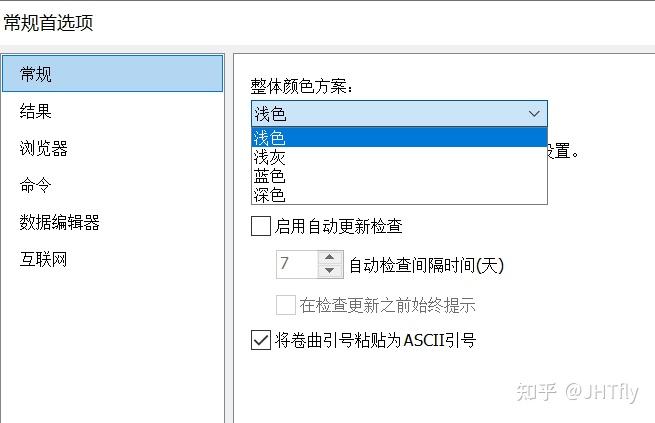 常规首选项
常规
结果
浏览器
命令
数据编辑器
互联网
整体颜色方案:
浅色
浅色
浅灰
蓝色
深色
设置。
启用自动更新检查
7 自动检查间隔时间(天)
在检查更新之前始终提示
将卷曲引号粘贴为ASCII引号
知乎 @JHTfly